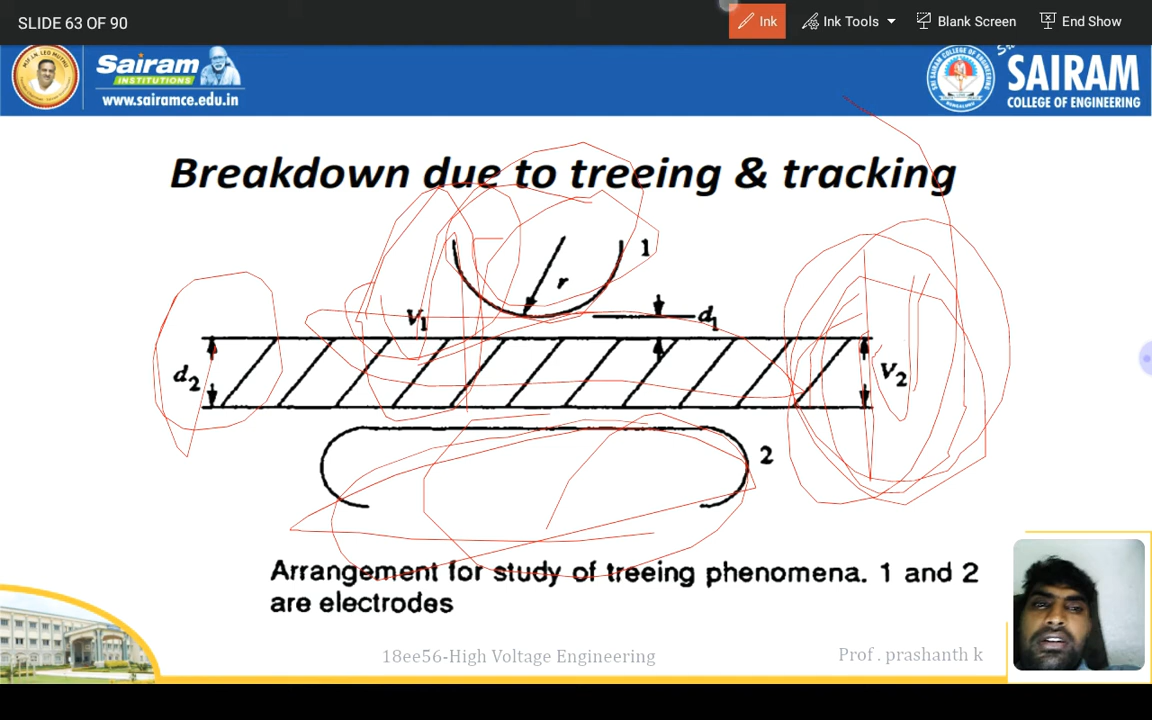 SLIDE 63 OF 90
Ink
Ink Tools
Blank Screen
End Show
Sairam
INSTITUTIONS
www.sairamce.edu.in
SAIRAM
COLLEGE OF ENGINEERING
Breakdown due to treeing & tracking
1
r
V1
d1
d2
V2
2
Arrangement for study of treeing phenomena. 1 and 2
are electrodes
18ee56-High Voltage Engineering
Prof . prashanth k